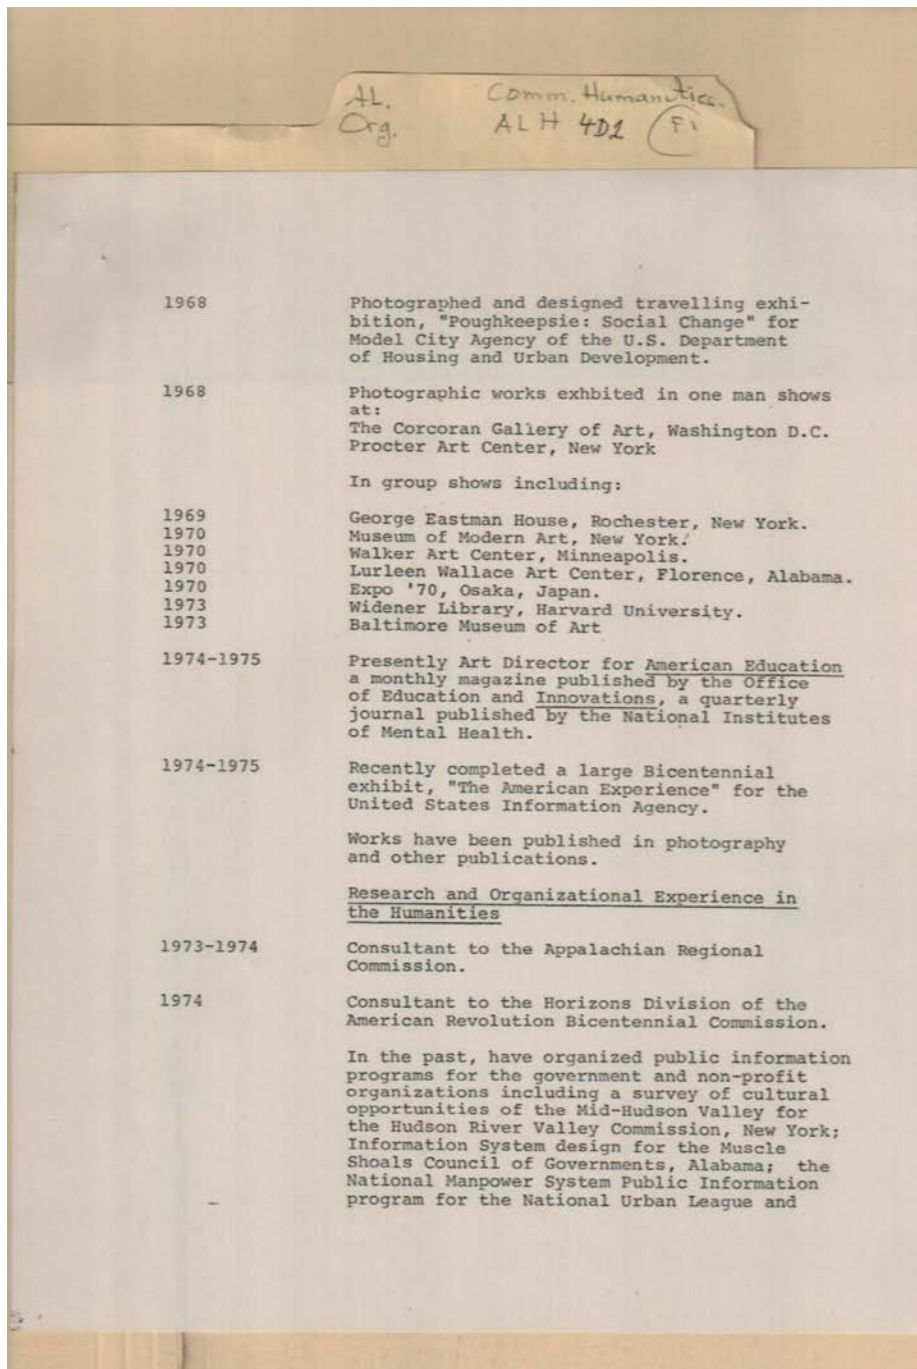 AL. Comm. Humanities.
Org. ALH 4D1 F1
1968 Photographed and designed travelling exhi-
bition, "Poughkeepsie: Social Change" for
Model City Agency of the U.S. Department
of Housing and Urban Development.
1968 Photographic works exhbited in one man shows
at:
The Corcoran Gallery of Art, Washington D.C.
Procter Art Center, New York
In group shows including:
1969 George Eastman House, Rochester, New York.
1970 Museum of Modern Art, New York.
1970 Walker Art Center, Minneapolis.
1970 Lurleen Wallace Art Center, Florence, Alabama.
1970 Expo '70, Osaka, Japan.
1973 Widener Library, Harvard University.
1973 Baltimore Museum of Art
1974-1975 Presently Art Director for American Education
a monthly magazine published by the Office
of Education and Innovations, a quarterly
journal published by the National Institutes
of Mental Health.
1974-1975 Recently completed a large Bicentennial
exhibit, "The American Experience" for the
United States Information Agency.
Works have been published in photography
and other publications.
Research and Organizational Experience in
the Humanities
1973-1974 Consultant to the Appalachian Regional
Commission.
1974 Consultant to the Horizons Division of the
American Revolution Bicentennial Commission.
In the past, have organized public information
programs for the government and non-profit
organizations including a survey of cultural
opportunities of the Mid-Hudson Valley for
the Hudson River Valley Commission, New York;
Information System design for the Muscle
Shoals Council of Governments, Alabama; the
National Manpower System Public Information
program for the National Urban League and